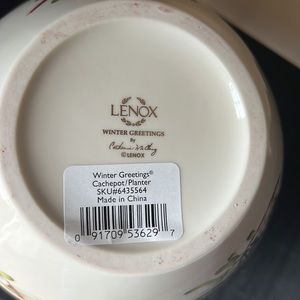 LENOX
WINTER GREETINGS
By
Catherine McClung
© LENOX
Winter Greetings®
Cachepot/Planter
SKU#6435564
Made in China
0 91709 53629 7